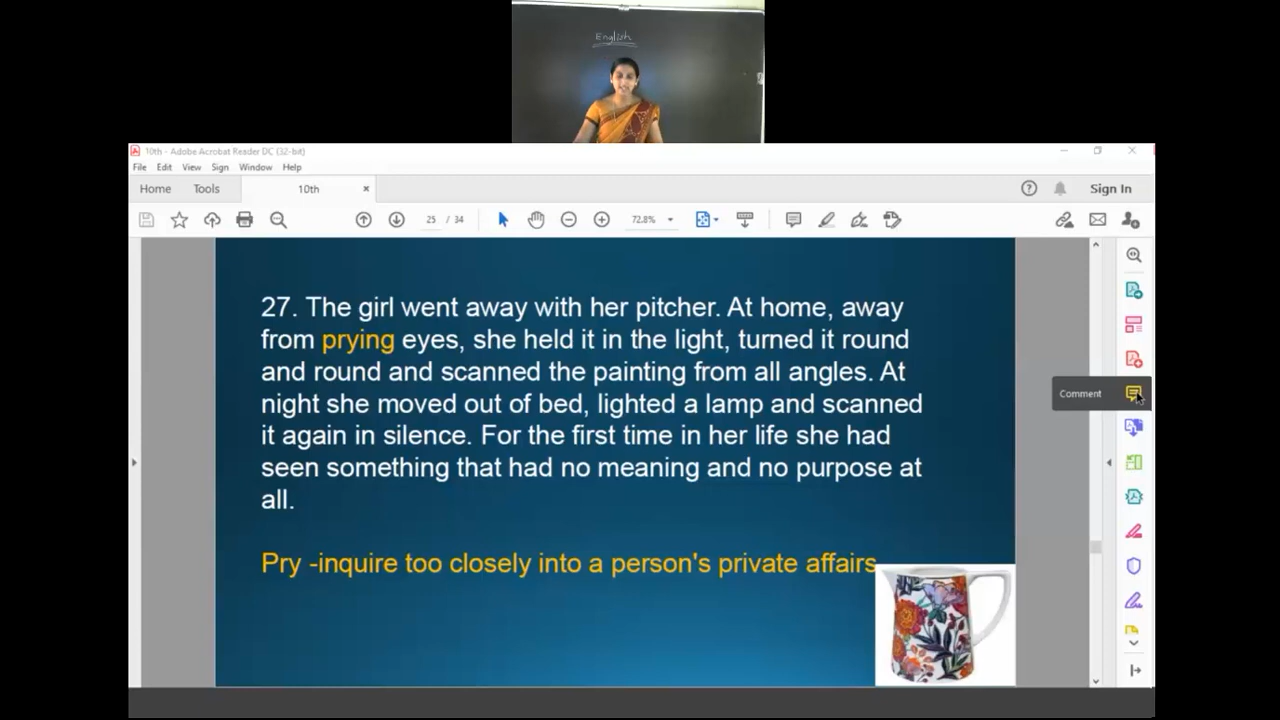 English
10th - Adobe Acrobat Reader DC (32-bit)
File Edit View Sign Window Help
Home Tools 10th × Sign In
25 / 34 72.8%
27. The girl went away with her pitcher. At home, away
from prying eyes, she held it in the light, turned it round
and round and scanned the painting from all angles. At
night she moved out of bed, lighted a lamp and scanned
it again in silence. For the first time in her life she had
seen something that had no meaning and no purpose at
all.
Comment
Pry -inquire too closely into a person's private affairs